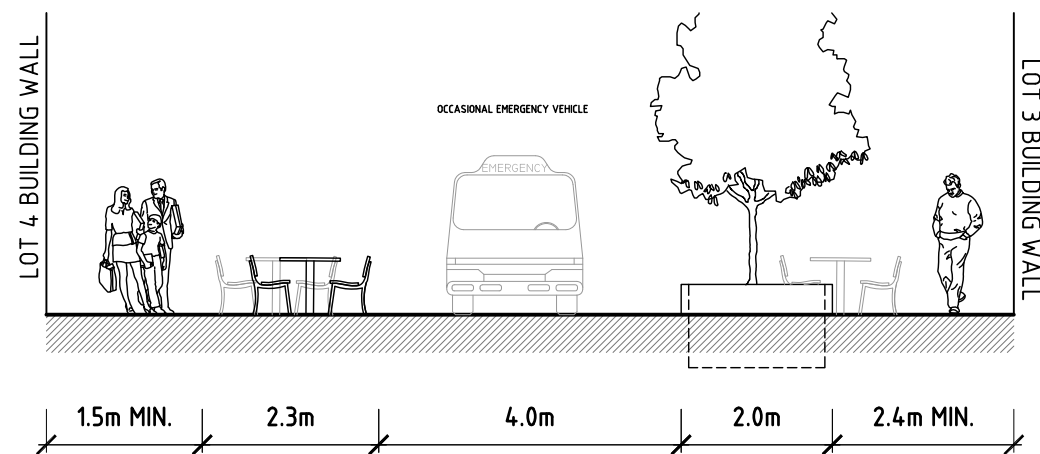 LOT 4 BUILDING WALL
OCCASIONAL EMERGENCY VEHICLE
EMERGENCY
LOT 3 BUILDING WALL
1.5m MIN.
2.3m
4.0m
2.0m
2.4m MIN.